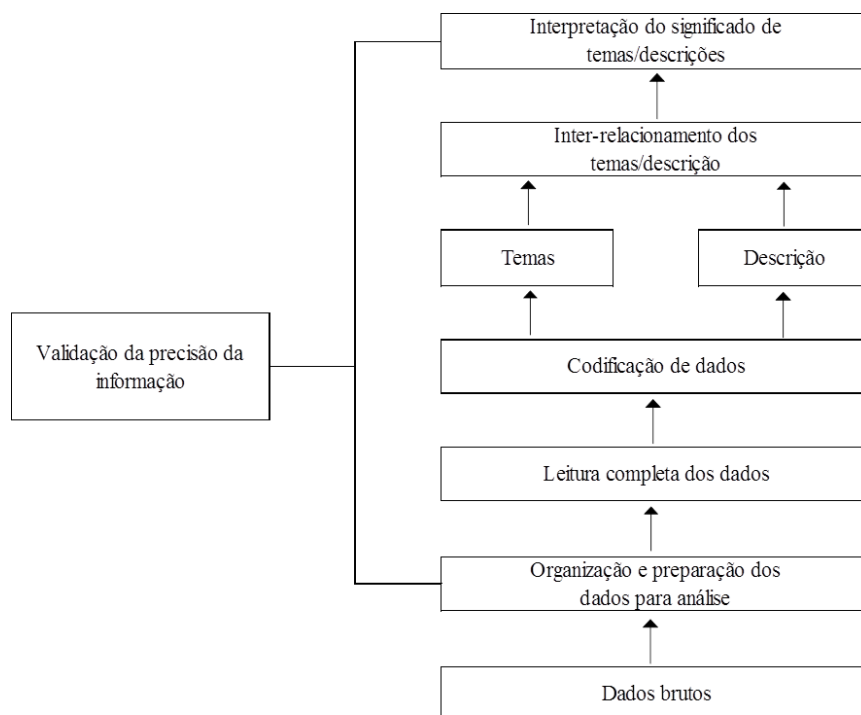 Interpretação do significado de
temas/descrições
Inter-relacionamento dos
temas/descrição
Temas
Descrição
Validação da precisão da
informação
Codificação de dados
Leitura completa dos dados
Organização e preparação dos
dados para análise
Dados brutos